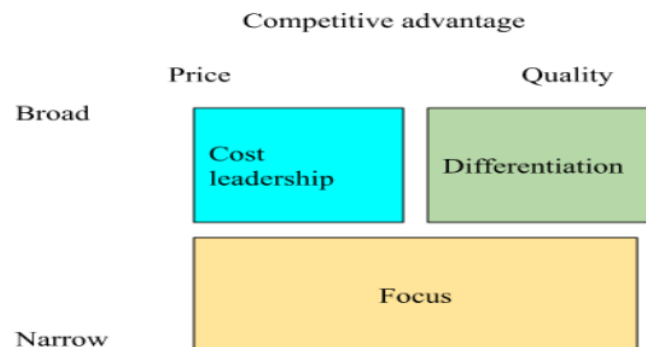 Competitive advantage
Price Quality
Broad
Cost
leadership
Differentiation
Focus
Narrow